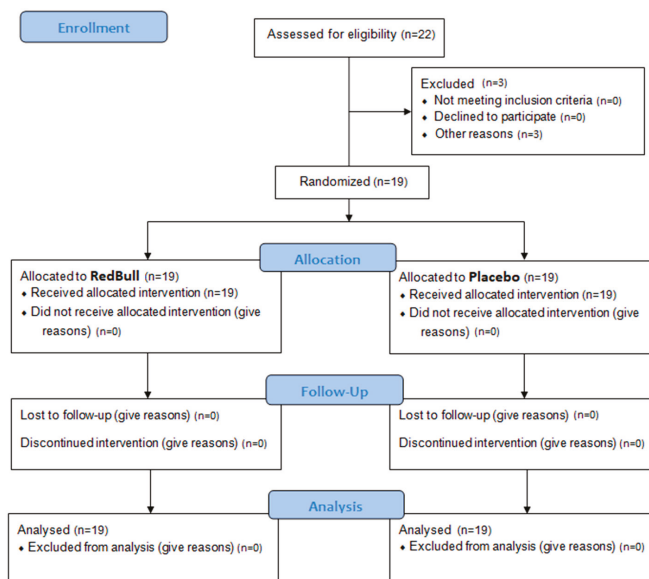 Enrollment
Assessed for eligibility (n=22)
Excluded (n=3)
♦ Not meeting inclusion criteria (n=0)
♦ Declined to participate (n=0)
♦ Other reasons (n=3)
Randomized (n=19)
Allocation
Allocated to RedBull (n=19)
♦ Received allocated intervention (n=19)
♦ Did not receive allocated intervention (give
reasons) (n=0)
Allocated to Placebo (n=19)
♦ Received allocated intervention (n=19)
♦ Did not receive allocated intervention (give
reasons) (n=0)
Follow-Up
Lost to follow-up (give reasons) (n=0)
Discontinued intervention (give reasons) (n=0)
Lost to follow-up (give reasons) (n=0)
Discontinued intervention (give reasons) (n=0)
Analysis
Analysed (n=19)
♦ Excluded from analysis (give reasons) (n=0)
Analysed (n=19)
♦ Excluded from analysis (give reasons) (n=0)